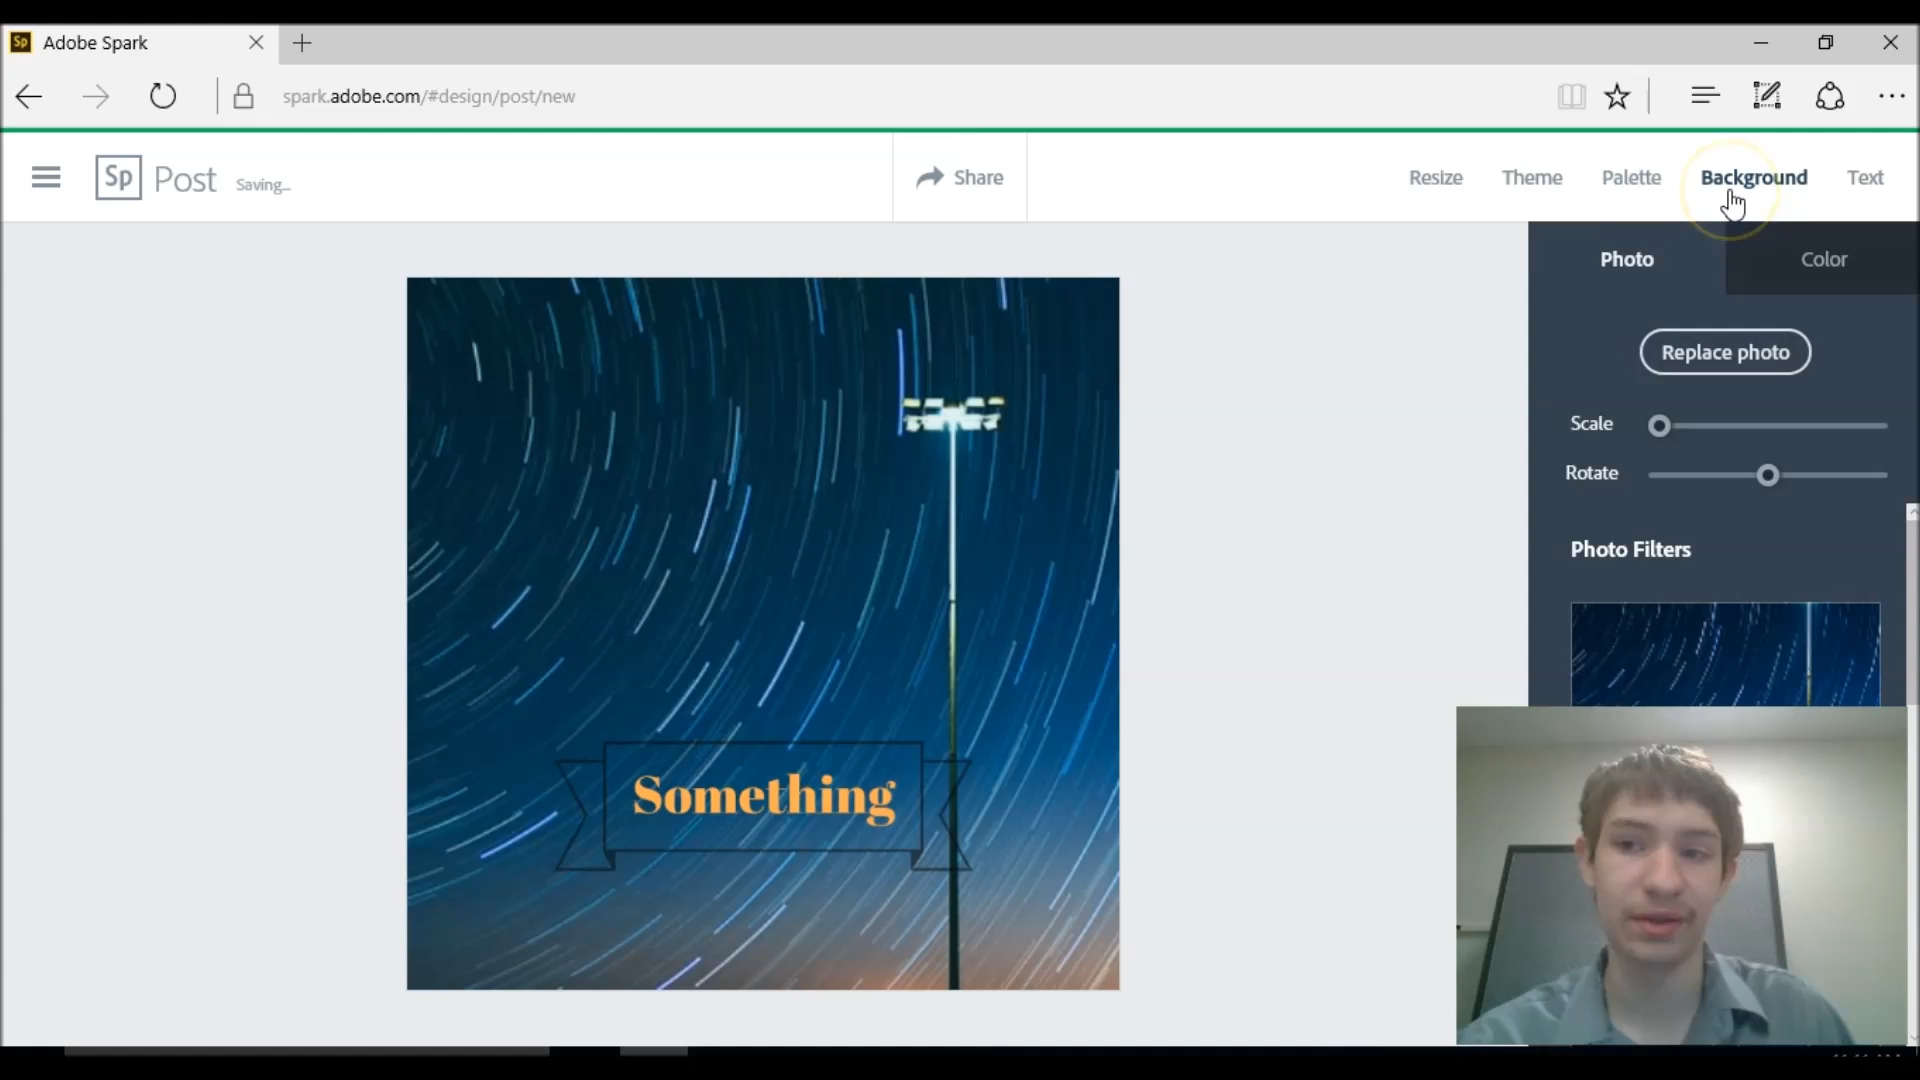 Sp Adobe Spark
spark.adobe.com/#design/post/new
Sp Post Saving...
Share
Resize Theme Palette Background Text
Photo Color
Replace photo
Scale
Rotate
Photo Filters
Something